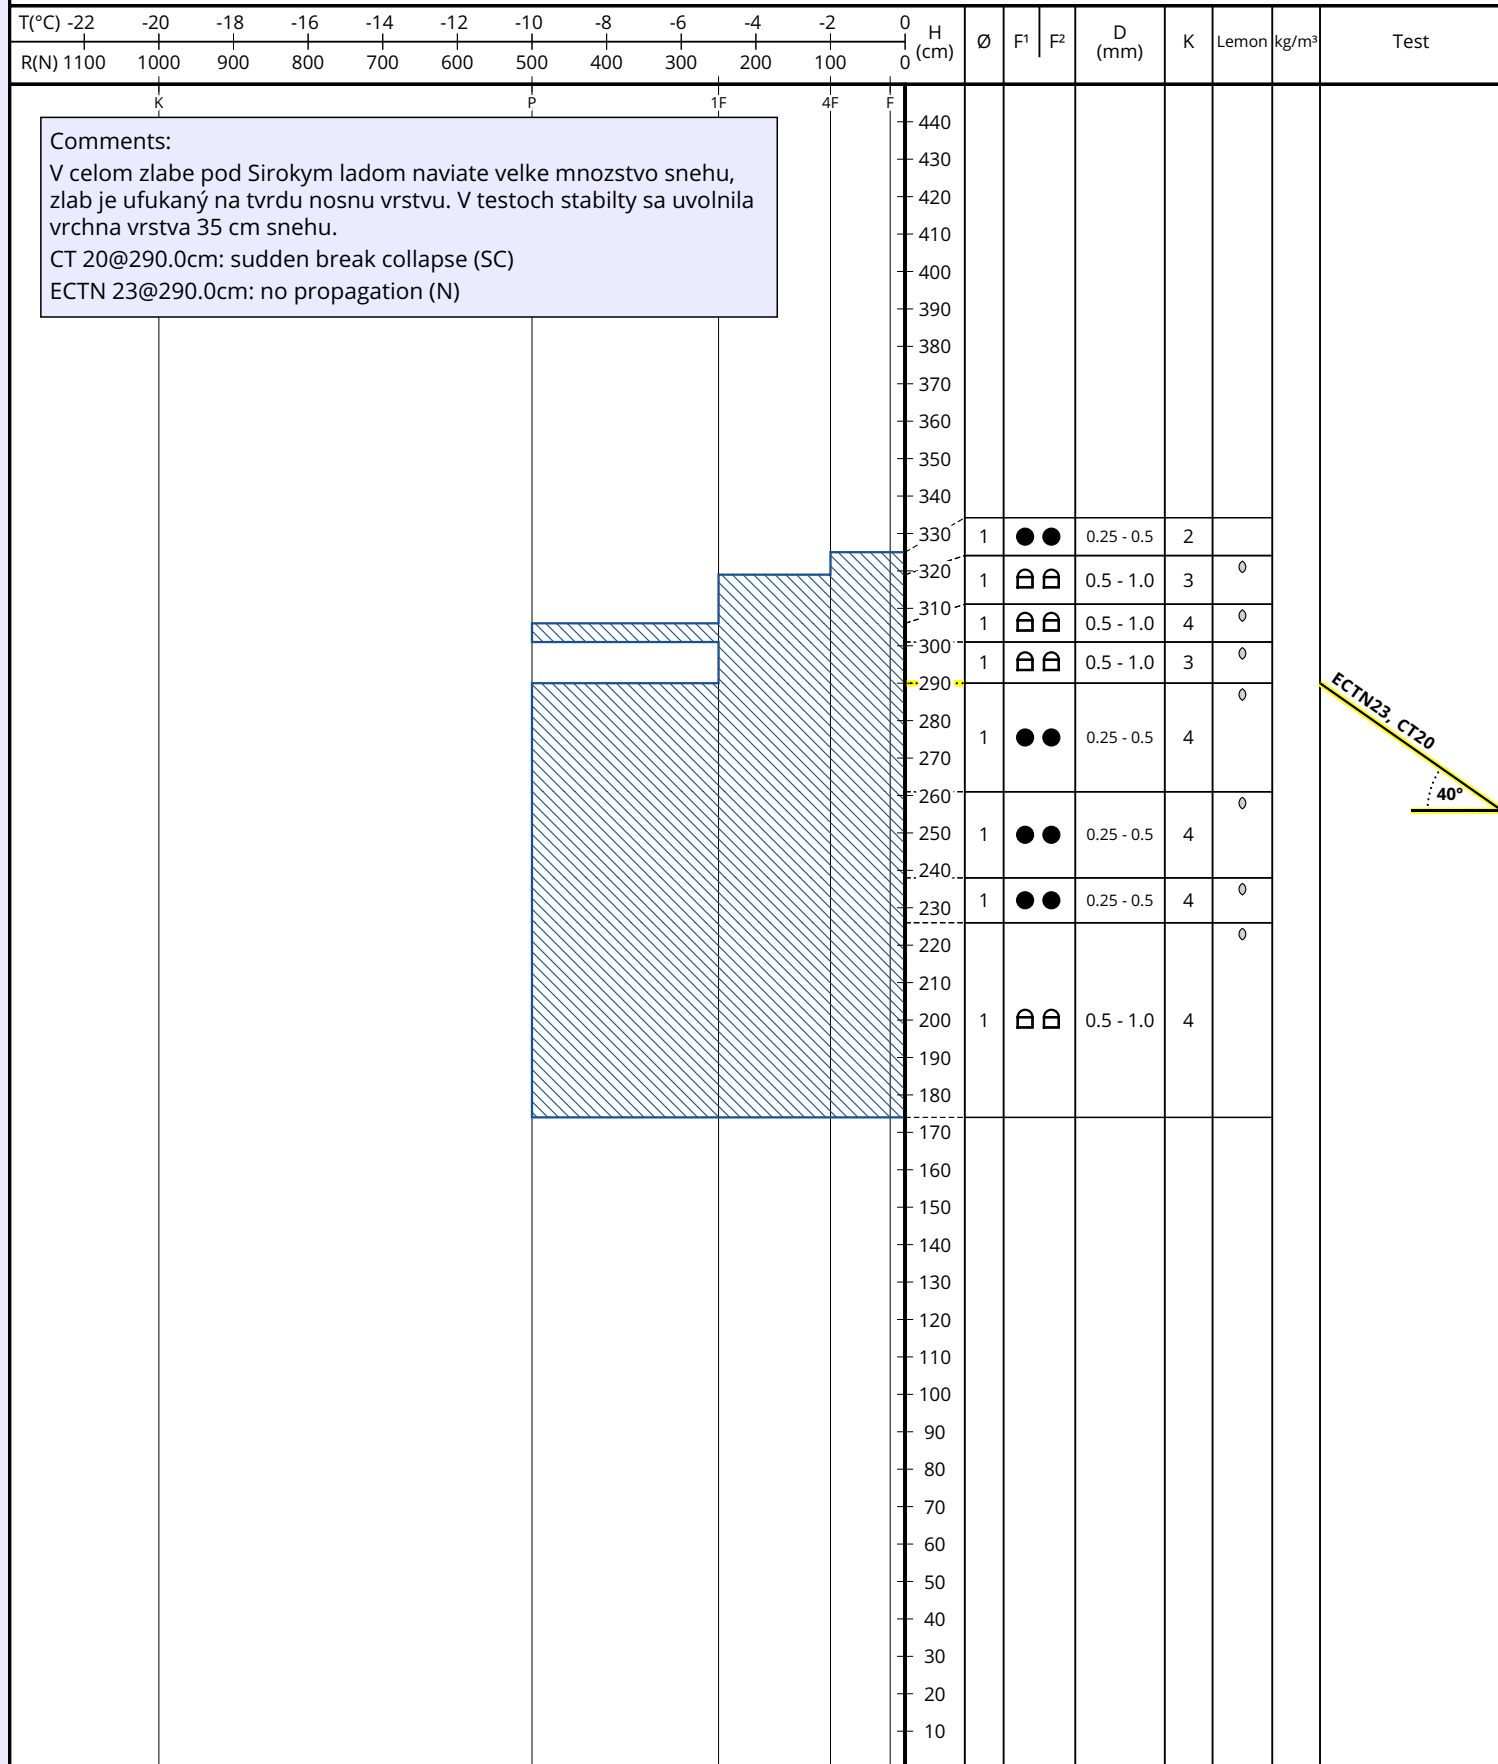 T(°C) -22 -20 -18 -16 -14 -12 -10 -8 -6 -4 -2 0
R(N) 1100 1000 900 800 700 600 500 400 300 200 100 0
H (cm) Ø F¹ F² D (mm) K Lemon kg/m³ Test
K P 1F 4F F
Comments:
V celom zlabe pod Sirokym ladom naviate velke mnozstvo snehu,
zlab je ufukaný na tvrdu nosnu vrstvu. V testoch stabilty sa uvolnila
vrchna vrstva 35 cm snehu.
CT 20@290.0cm: sudden break collapse (SC)
ECTN 23@290.0cm: no propagation (N)
440
430
420
410
400
390
380
370
360
350
340
330
320
310
300
290
280
270
260
250
240
230
220
210
200
190
180
170
160
150
140
130
120
110
100
90
80
70
60
50
40
30
20
10
1 0.25 - 0.5 2
1 0.5 - 1.0 3
1 0.5 - 1.0 4
1 0.5 - 1.0 3
1 0.25 - 0.5 4
1 0.25 - 0.5 4
1 0.25 - 0.5 4
1 0.5 - 1.0 4
ECTN23, CT20
40°